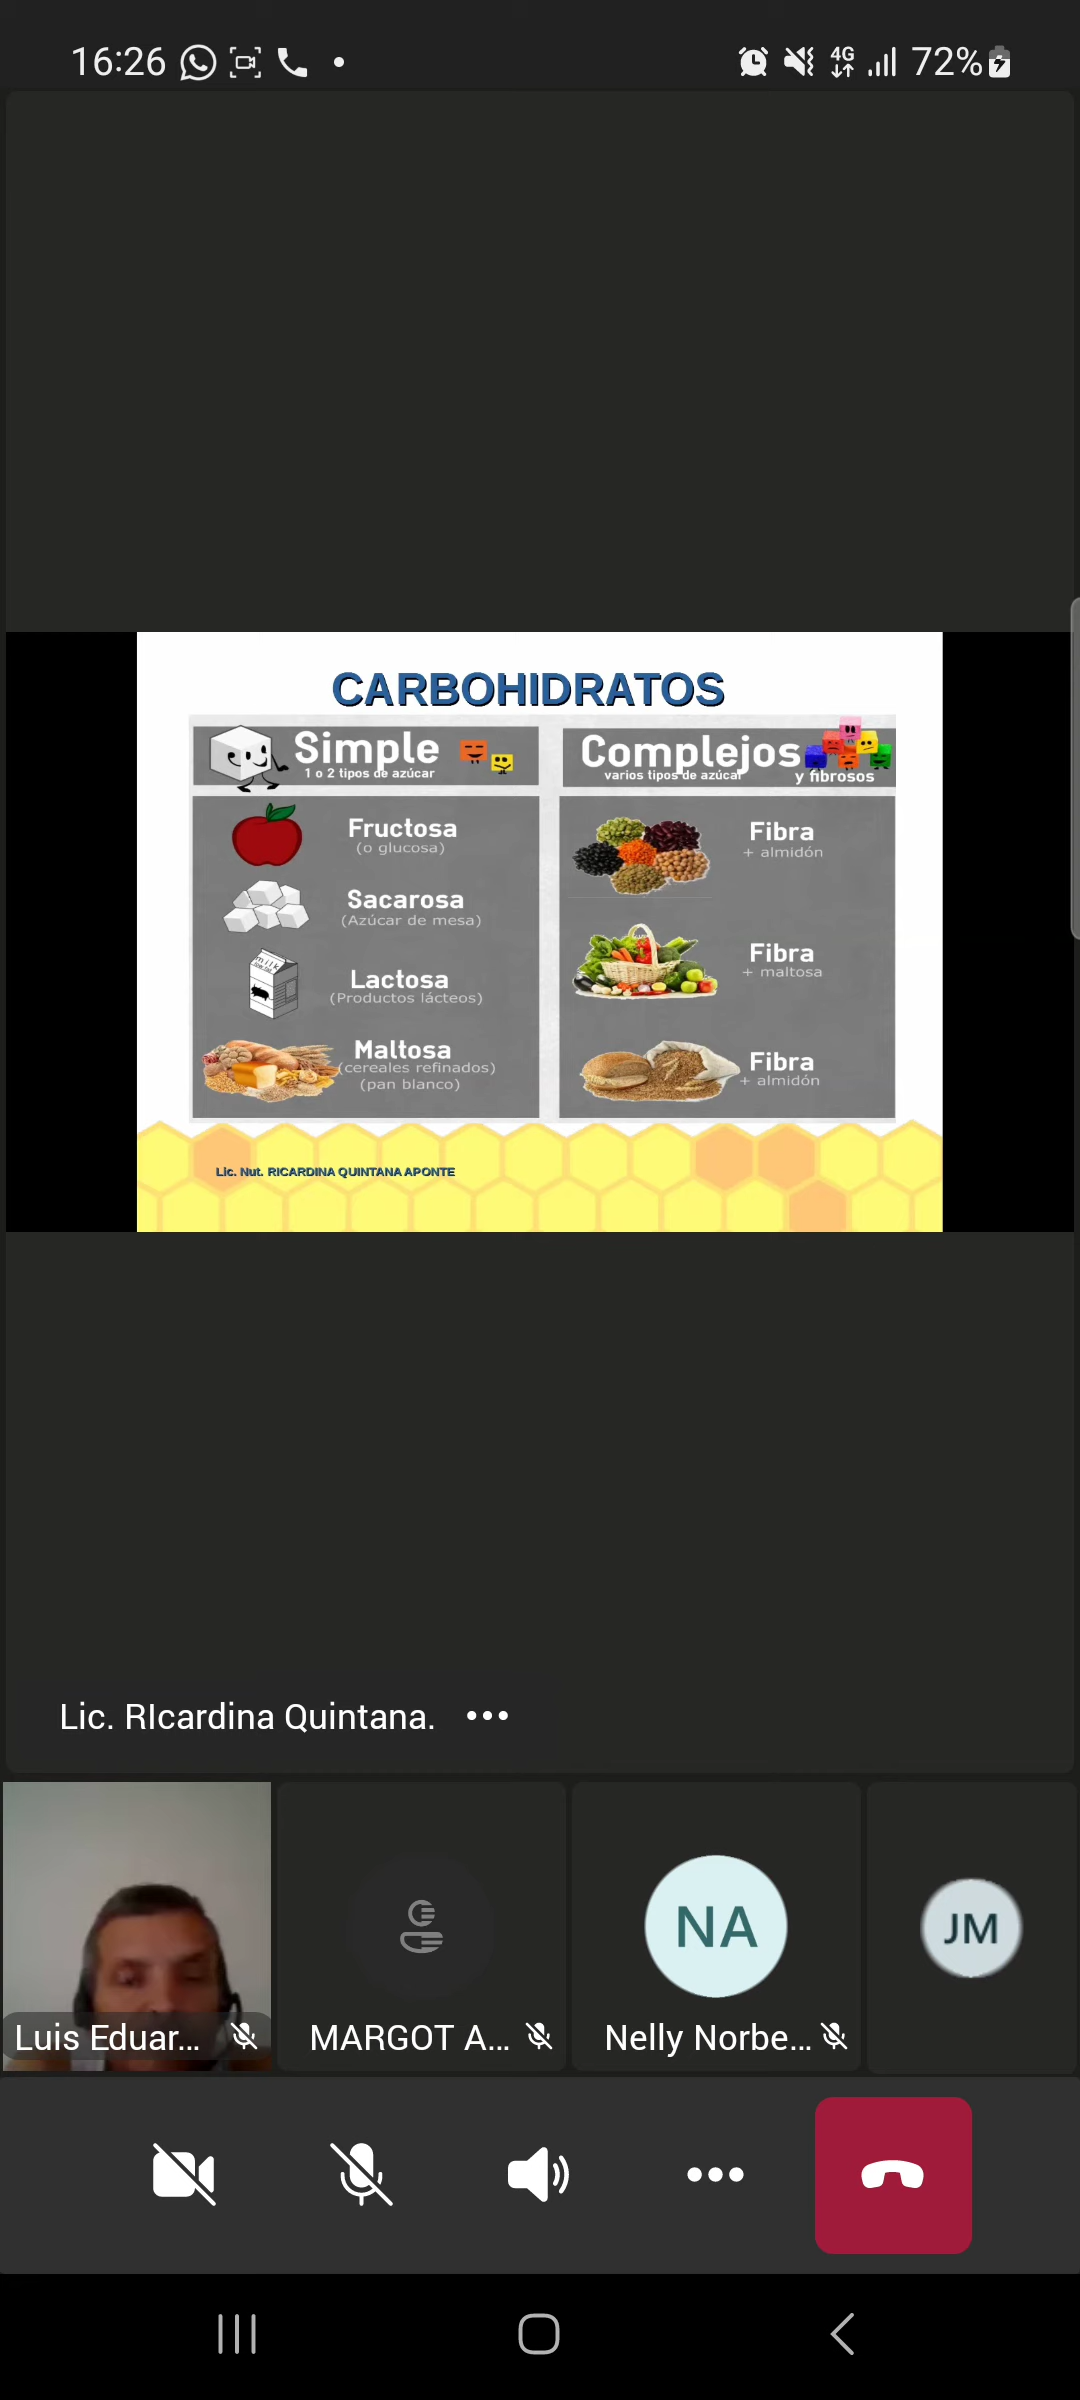 16:26
4G
72%
CARBOHIDRATOS
Simple
1 o 2 tipos de azúcar
Fructosa
(o glucosa)
Sacarosa
(Azúcar de mesa)
milk
Lactosa
(Productos lácteos)
Maltosa
(cereales refinados)
(pan blanco)
Complejos
varios tipos de azúcar
y fibrosos
Fibra
+ almidón
Fibra
+ maltosa
Fibra
+ almidón
Lic. Nut. RICARDINA QUINTANA APONTE
Lic. RIcardina Quintana.
Luis Eduar...
MARGOT A...
NA
Nelly Norbe...
JM